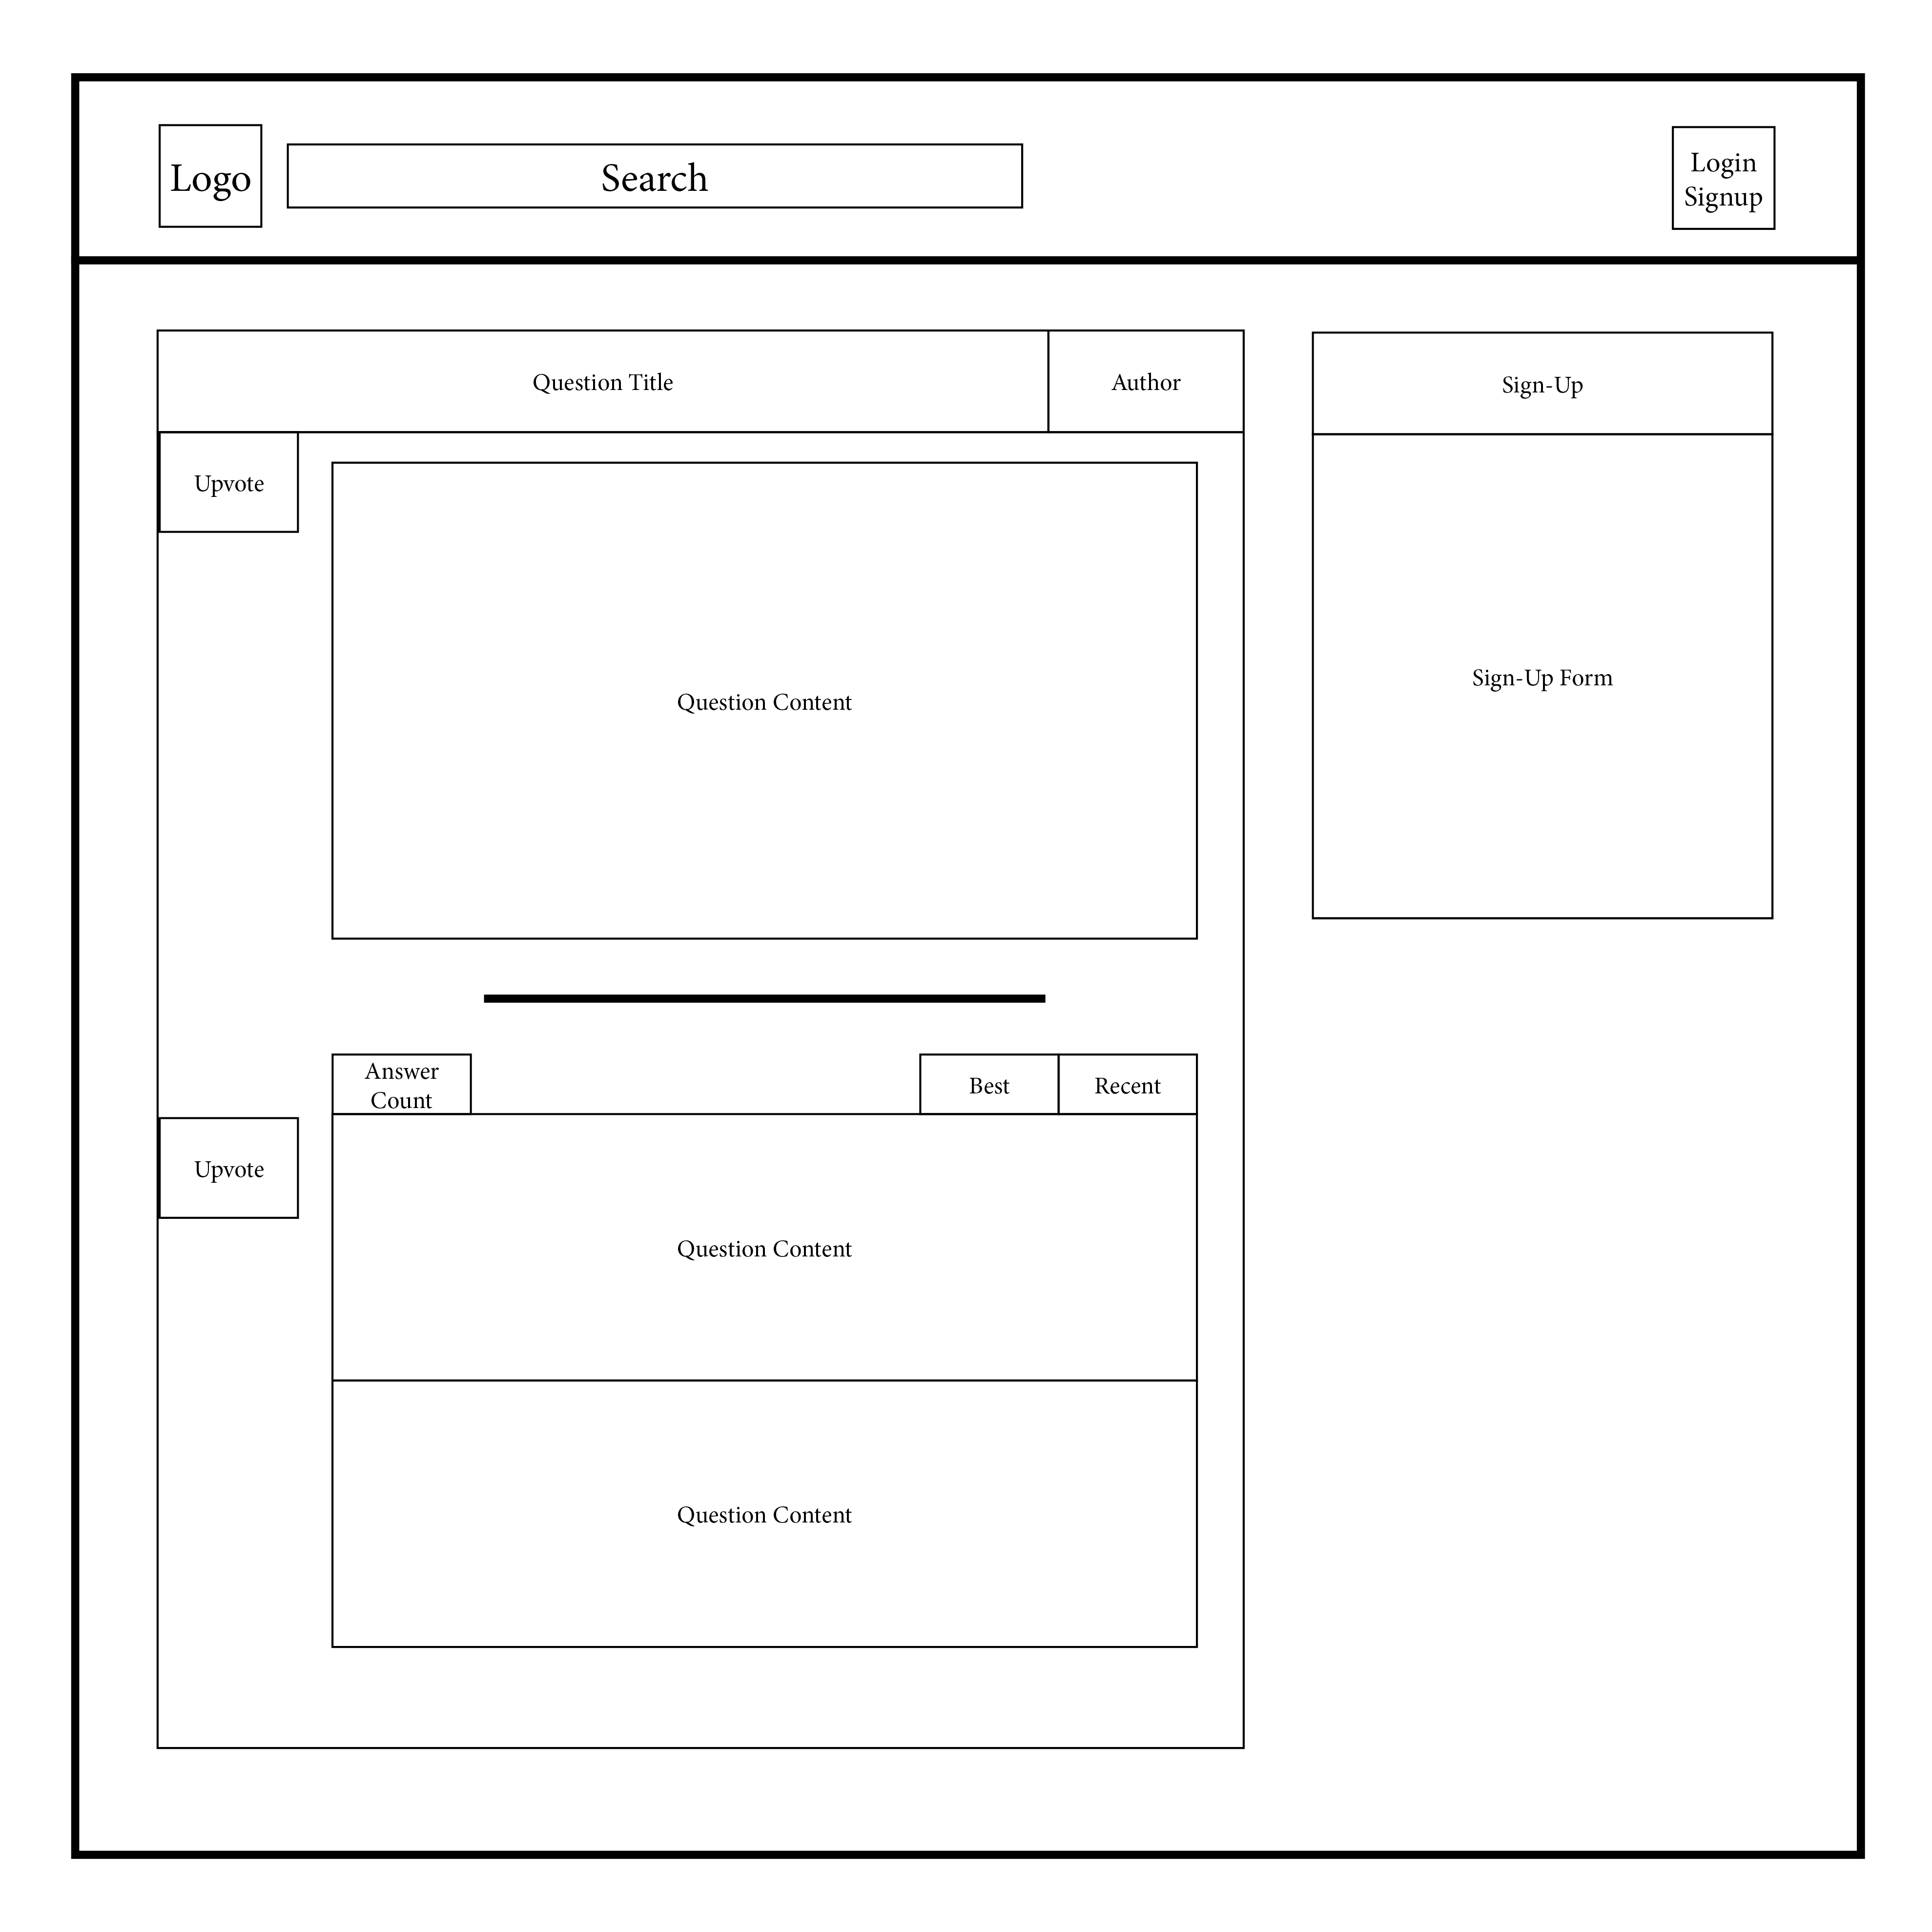 Logo
Search
Login
Signup
Question Title
Author
Sign-Up
Upvote
Question Content
Sign-Up Form
Answer
Count
Best
Recent
Upvote
Question Content
Question Content